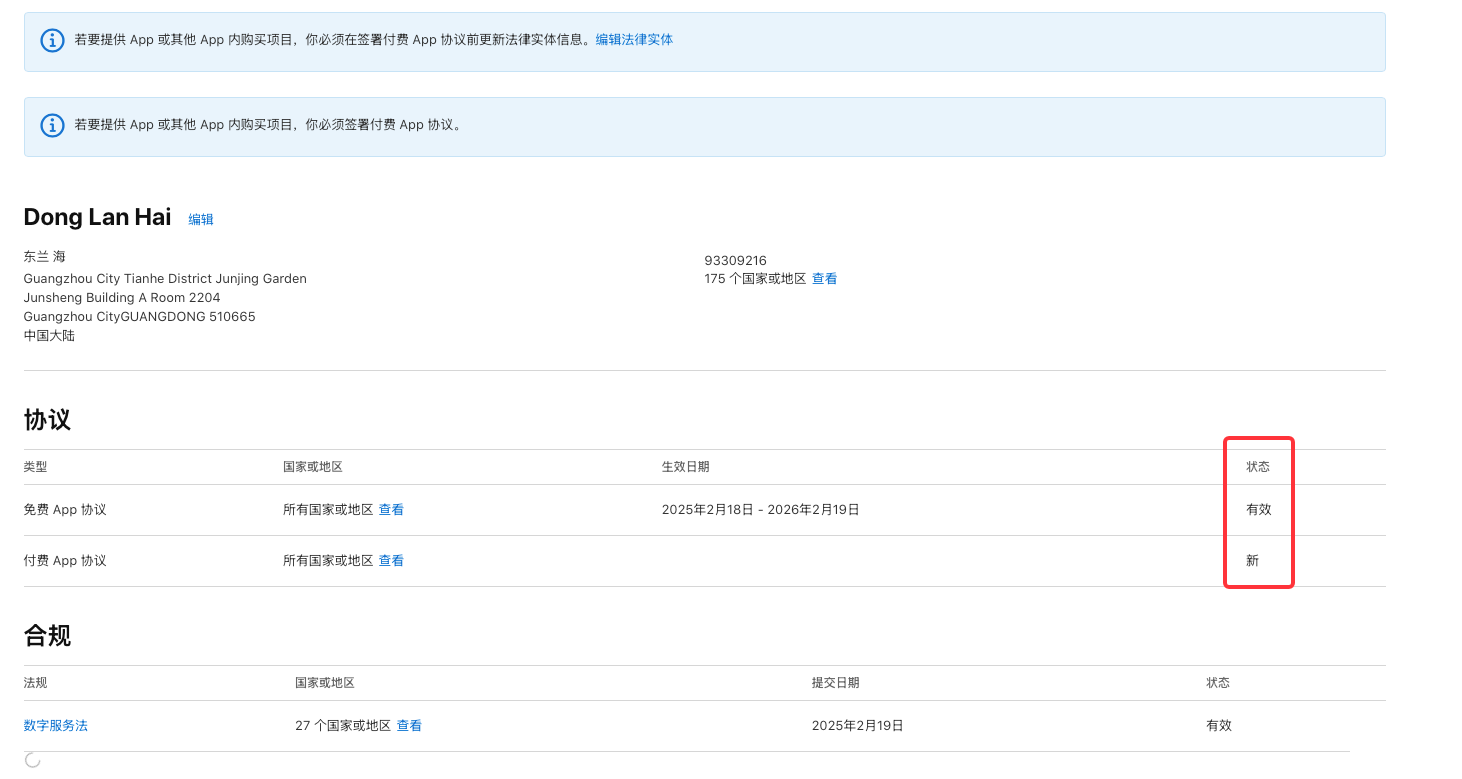 若要提供 App 或其他 App 内购买项目，你必须在签署付费 App 协议前更新法律实体信息。编辑法律实体
若要提供 App 或其他 App 内购买项目，你必须签署付费 App 协议。
Dong Lan Hai 编辑
东兰 海
Guangzhou City Tianhe District Junjing Garden
Junsheng Building A Room 2204
Guangzhou CityGUANGDONG 510665
中国大陆
93309216
175 个国家或地区 查看
协议
类型 国家或地区 生效日期 状态
免费 App 协议 所有国家或地区 查看 2025年2月18日 - 2026年2月19日 有效
付费 App 协议 所有国家或地区 查看 新
合规
法规 国家或地区 提交日期 状态
数字服务法 27 个国家或地区 查看 2025年2月19日 有效